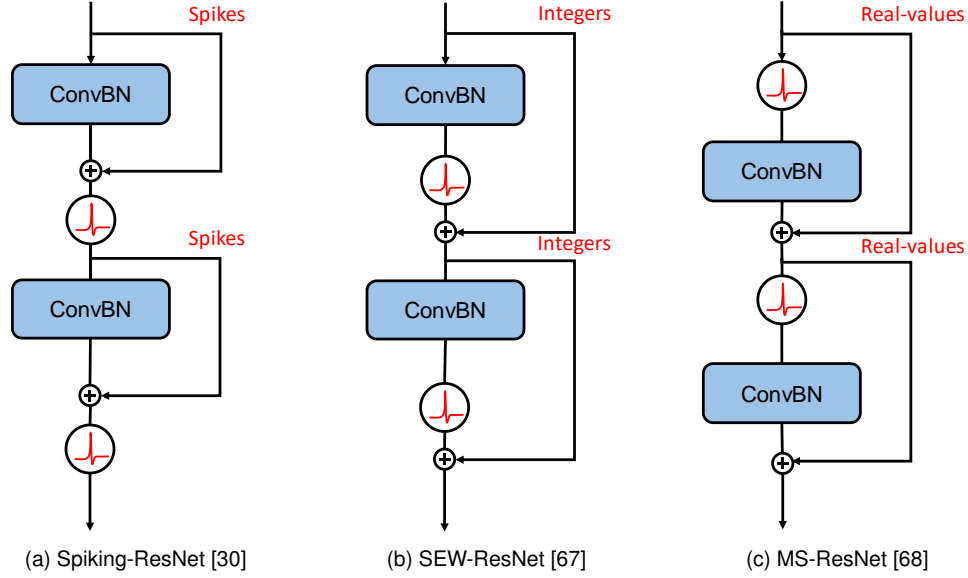 Spikes
ConvBN
Spikes
ConvBN
(a) Spiking-ResNet [30]
Integers
ConvBN
Integers
ConvBN
(b) SEW-ResNet [67]
Real-values
ConvBN
Real-values
ConvBN
(c) MS-ResNet [68]